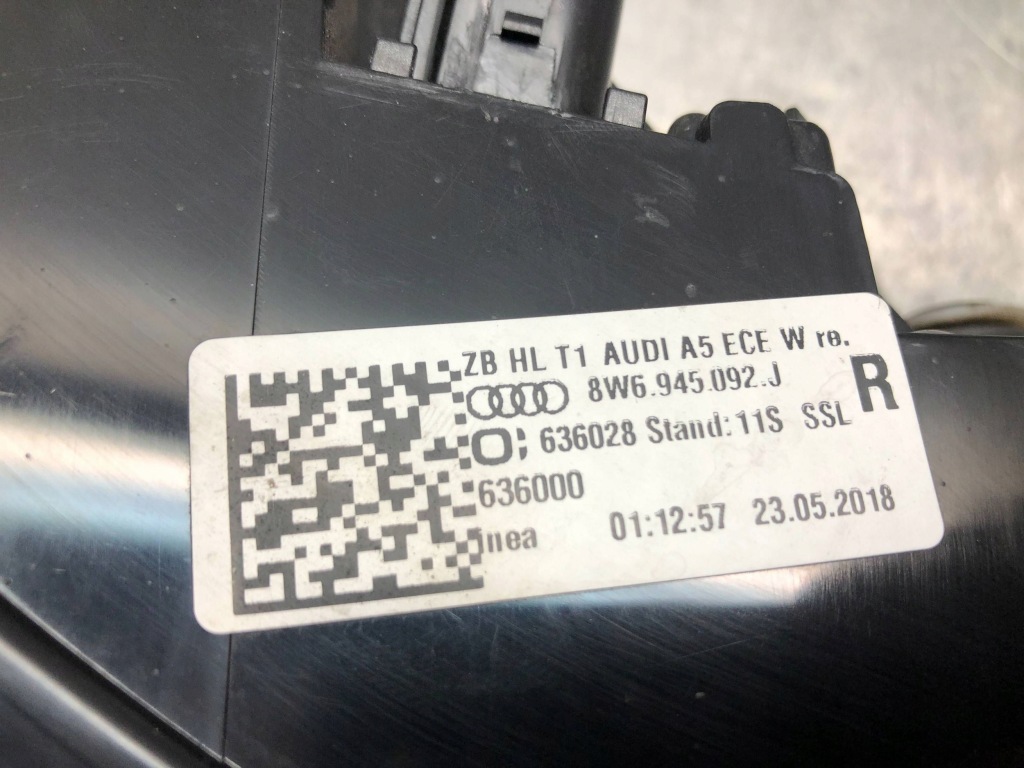 ZB HL T1 AUDI A5 ECE W re.
8W6.945.092.J R
636028 Stand: 11S SSL
636000
01:12:57 23.05.2018